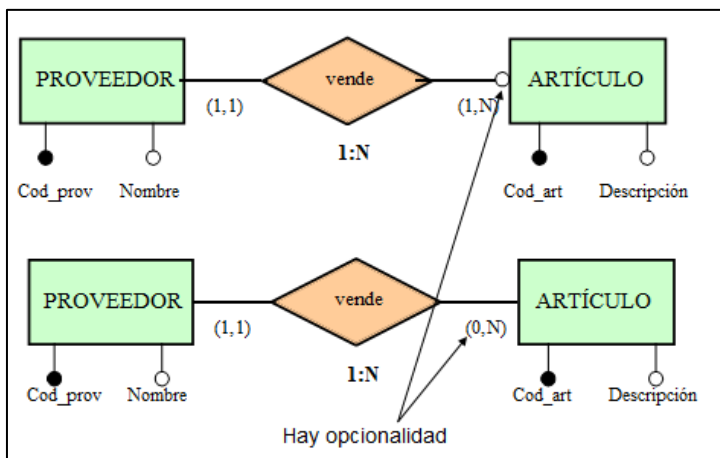 PROVEEDOR vende ARTÍCULO
(1,1) (1,N)
1:N
Cod_prov Nombre Cod_art Descripción
PROVEEDOR vende ARTÍCULO
(1,1) (0,N)
1:N
Cod_prov Nombre Cod_art Descripción
Hay opcionalidad